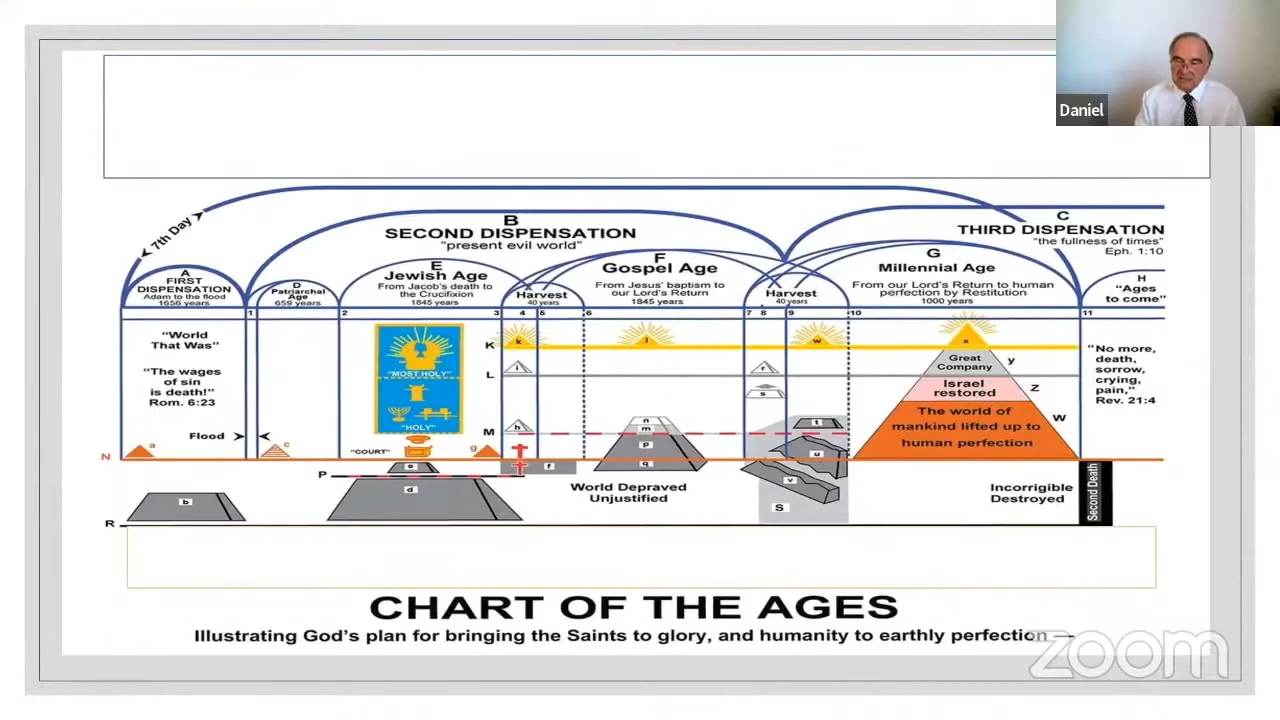 Daniel
7th Day
B
SECOND DISPENSATION
"present evil world"
C
THIRD DISPENSATION
"the fullness of times"
Eph. 1:10
A
FIRST
DISPENSATION
Adam to the flood
1656 years
D
Patriarchal
Age
659 years
E
Jewish Age
From Jacob's death to
the Crucifixion
1845 years
Harvest
40 years
F
Gospel Age
From Jesus' baptism to
our Lord's Return
1845 years
Harvest
40 years
G
Millennial Age
From our Lord's Return to human
perfection by Restitution
1000 years
H
"Ages
to come"
1 2 3 4 5 6 7 8 9 10 11
"World
That Was"
"The wages
of sin
is death!"
Rom. 6:23
Flood
"MOST HOLY"
"HOLY"
"COURT"
K k l w x
L i r
s
M h n m t
N a c g
p q u v
P o f
b d S
R
Great
Company
y
Israel
restored
z
The world of
mankind lifted up to
human perfection
W
"No more,
death,
sorrow,
crying,
pain,"
Rev. 21:4
World Depraved
Unjustified
Incorrigible
Destroyed
Second Death
CHART OF THE AGES
Illustrating God's plan for bringing the Saints to glory, and humanity to earthly perfection —
zoom